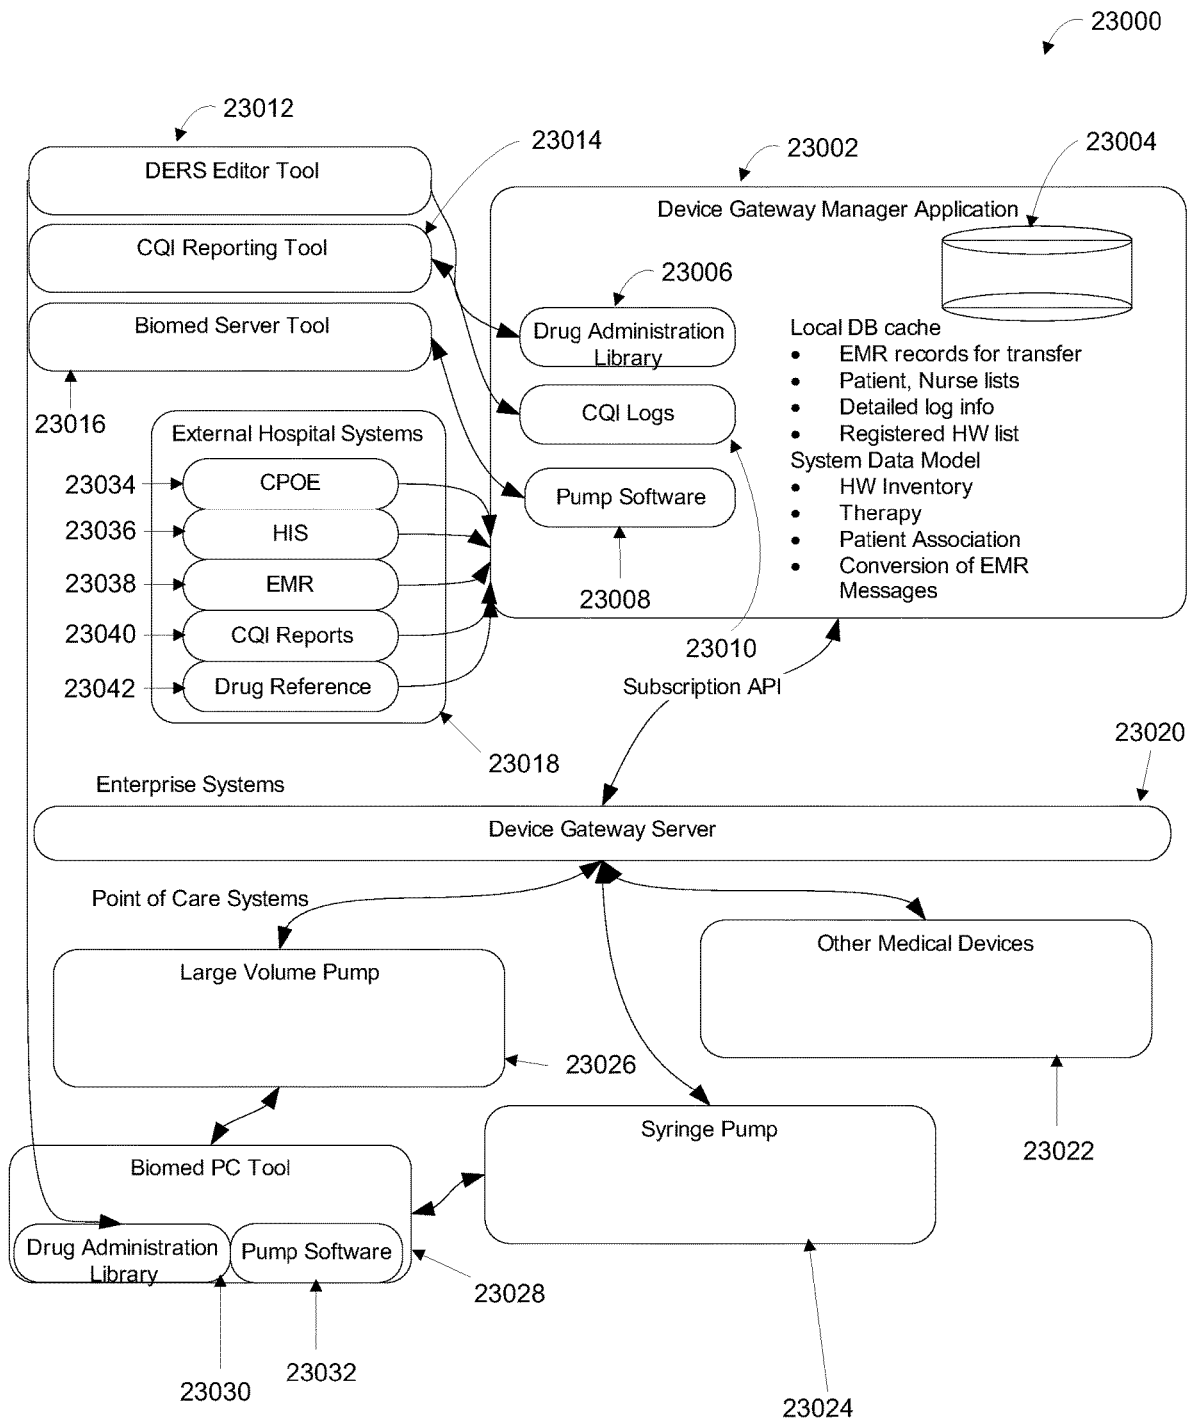 23000
23012
DERS Editor Tool
23014
CQI Reporting Tool
Biomed Server Tool
23016
External Hospital Systems
23034
CPOE
23036
HIS
23038
EMR
23040
CQI Reports
23042
Drug Reference
23018
23002
23004
Device Gateway Manager Application
23006
Drug Administration
Library
CQI Logs
Pump Software
23008
23010
Local DB cache
• EMR records for transfer
• Patient, Nurse lists
• Detailed log info
• Registered HW list
System Data Model
• HW Inventory
• Therapy
• Patient Association
• Conversion of EMR
Messages
Subscription API
23020
Enterprise Systems
Device Gateway Server
Point of Care Systems
Large Volume Pump
23026
Other Medical Devices
23022
Syringe Pump
23024
Biomed PC Tool
Drug Administration
Library
Pump Software
23028
23030
23032